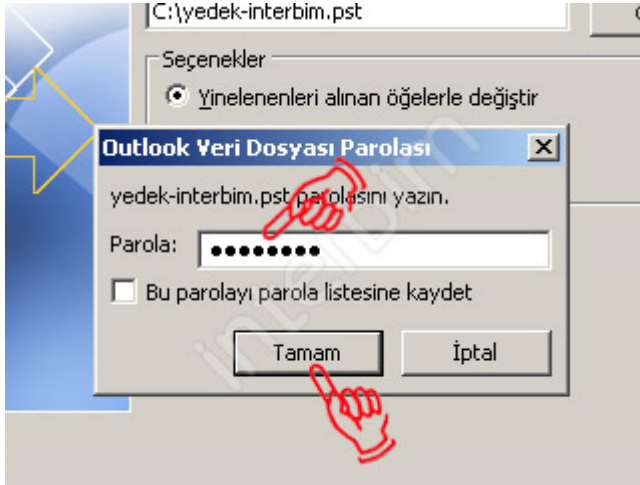 C:\yedek-interbim.pst
Seçenekler
Yinelenenleri alınan öğelerle değiştir
Outlook Veri Dosyası Parolası
yedek-interbim.pst parolasını yazın.
Parola: ●●●●●●●●
Bu parolayı parola listesine kaydet
Tamam İptal
interbim